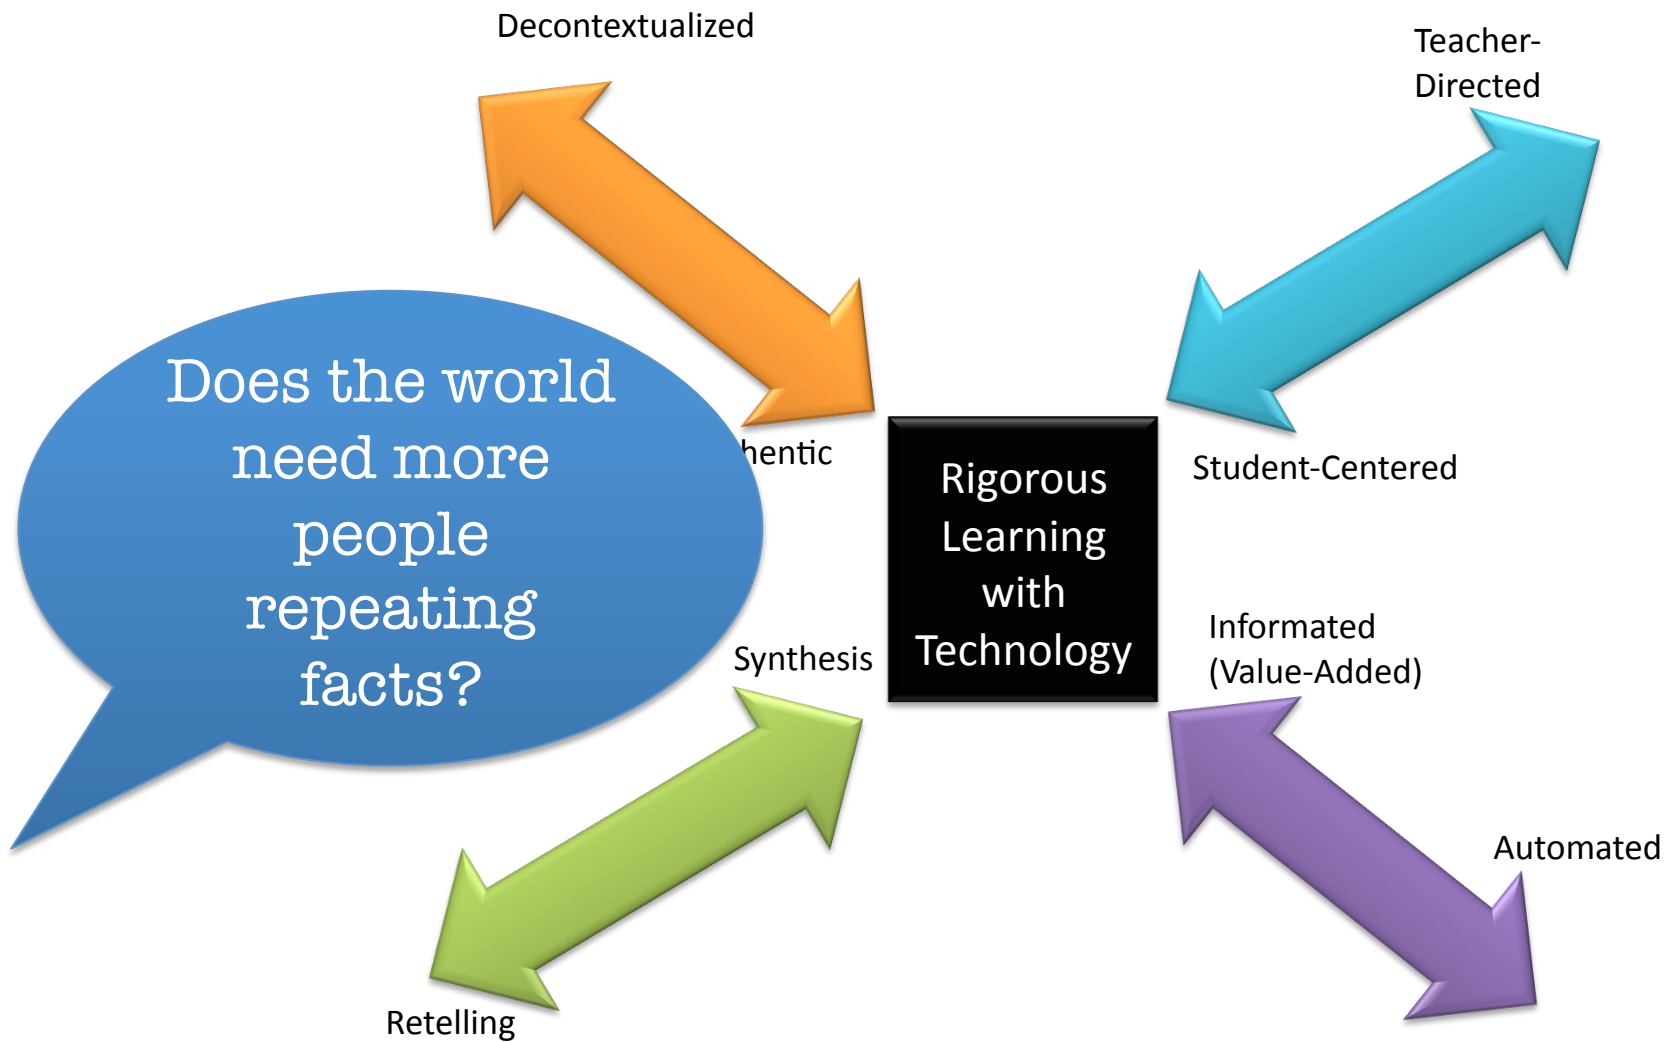 Decontextualized
Teacher-
Directed
Does the world
need more
people
repeating
facts?
hentic
Rigorous
Learning
with
Technology
Student-Centered
Synthesis
Informated
(Value-Added)
Automated
Retelling